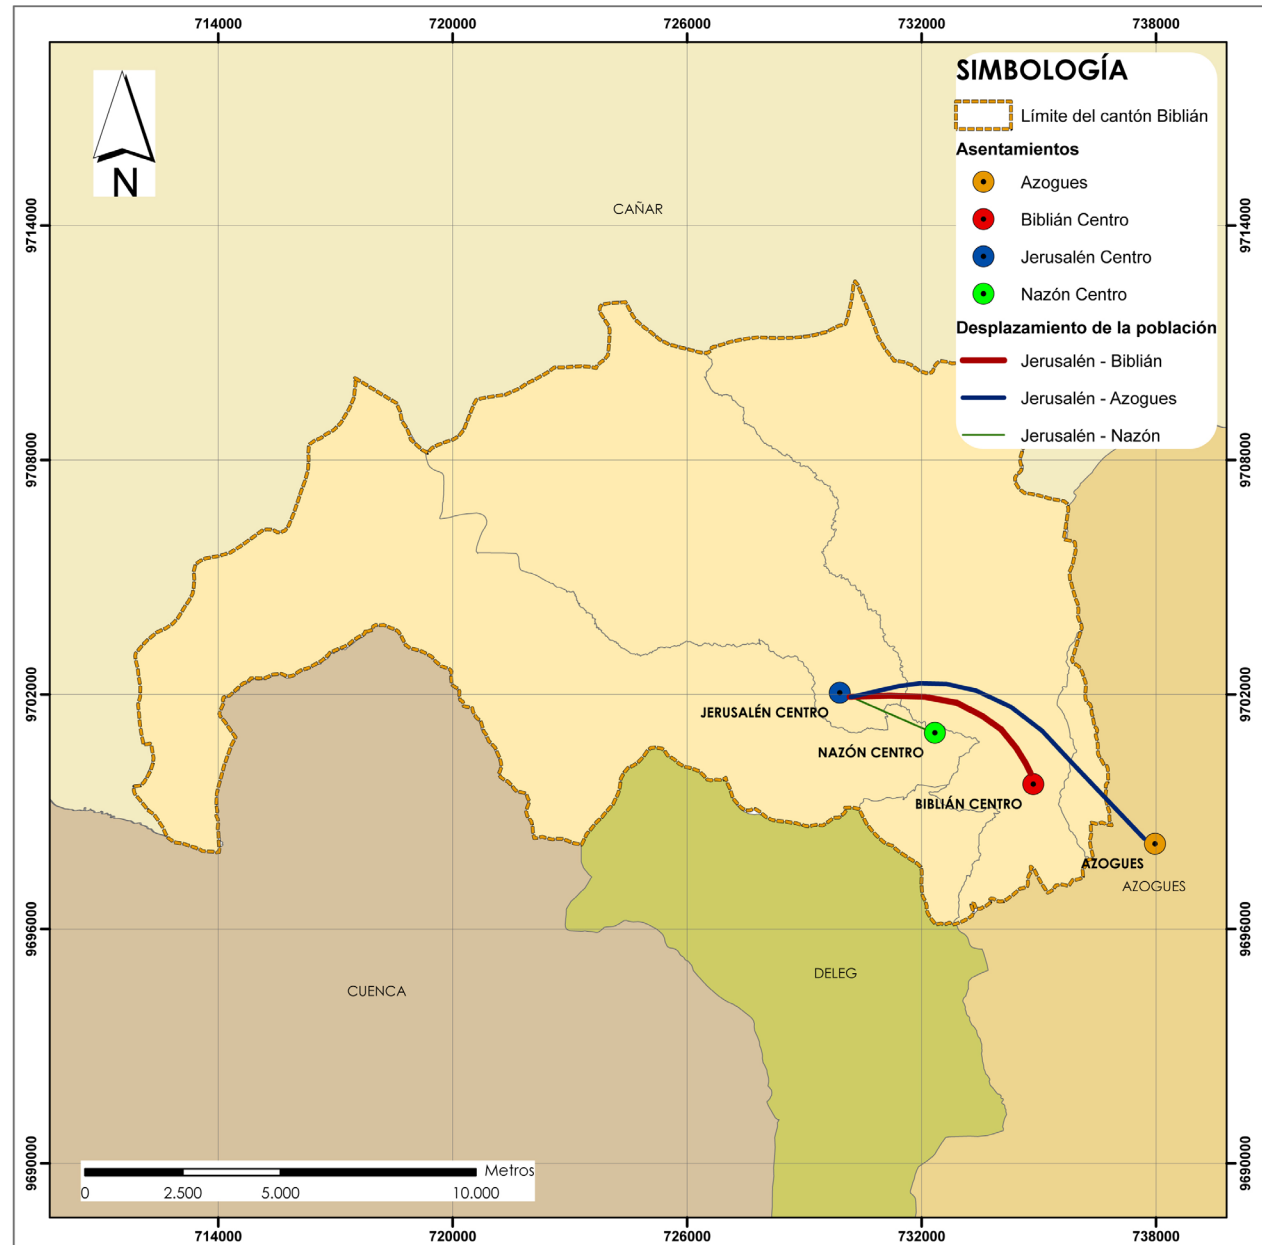 714000 720000 726000 732000 738000
SIMBOLOGÍA
Límite del cantón Biblián
Asentamientos
Azogues
Biblián Centro
Jerusalén Centro
Nazón Centro
Desplazamiento de la población
Jerusalén - Biblián
Jerusalén - Azogues
Jerusalén - Nazón
N
CAÑAR
9714000 9714000
9708000 9708000
9702000 9702000
JERUSALÉN CENTRO
NAZÓN CENTRO
BIBLIÁN CENTRO
AZOGUES
AZOGUES
9696000 9696000
DELEG
CUENCA
9690000 9690000
Metros
0 2.500 5.000 10.000
714000 720000 726000 732000 738000